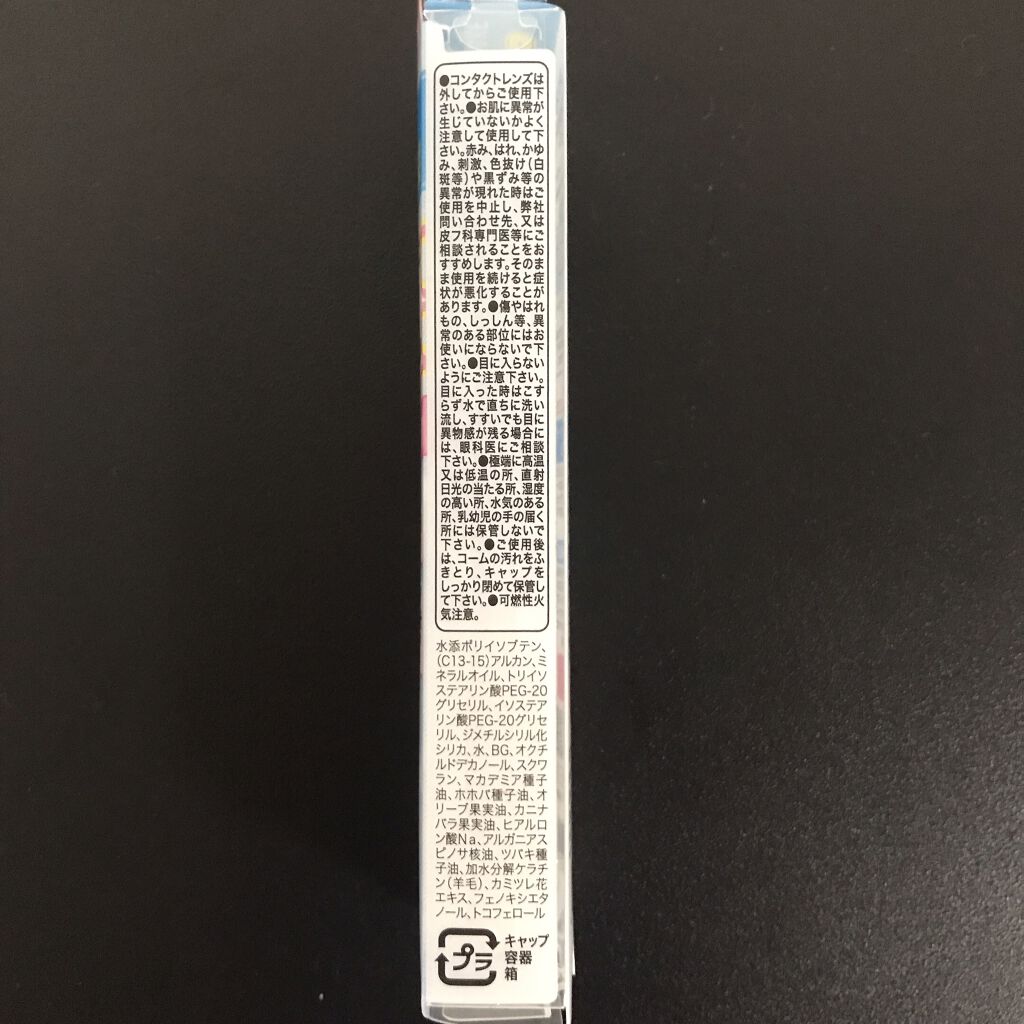 ●コンタクトレンズは
外してからご使用下
さい。●お肌に異常が
生じていないかよく
注意して使用して下
さい。赤み、はれ、かゆ
み、刺激、色抜け(白
斑等)や黒ずみ等の
異常が現れた時はご
使用を中止し、弊社
問い合わせ先、又は
皮フ科専門医等にご
相談されることをお
すすめします。そのま
ま使用を続けると症
状が悪化することが
あります。●傷やはれ
もの、しっしん等、異
常のある部位にはお
使いにならないで下
さい。●目に入らない
ようにご注意下さい。
目に入った時はこす
らず水で直ちに洗い
流し、すすいでも目に
異物感が残る場合に
は、眼科医にご相談
下さい。●極端に高温
又は低温の所、直射
日光の当たる所、湿度
の高い所、水気のある
所、乳幼児の手の届く
所には保管しないで
下さい。●ご使用後
は、コームの汚れをふ
きとり、キャップを
しっかり閉めて保管し
て下さい。●可燃性火
気注意。
水添ポリイソブテン、
(C13-15)アルカン、ミ
ネラルオイル、トリイソ
ステアリン酸PEG-20
グリセリル、イソステア
リン酸PEG-20グリセ
リル、ジメチルシリル化
シリカ、水、BG、オクチ
ルドデカノール、スクワ
ラン、マカデミア種子
油、ホホバ種子油、オ
リーブ果実油、カニナ
バラ果実油、ヒアルロ
ン酸Na、アルガニアス
ピノサ核油、ツバキ種
子油、加水分解ケラチ
ン(羊毛)、カミツレ花
エキス、フェノキシエタ
ノール、トコフェロール
プラ
キャップ
容器
箱